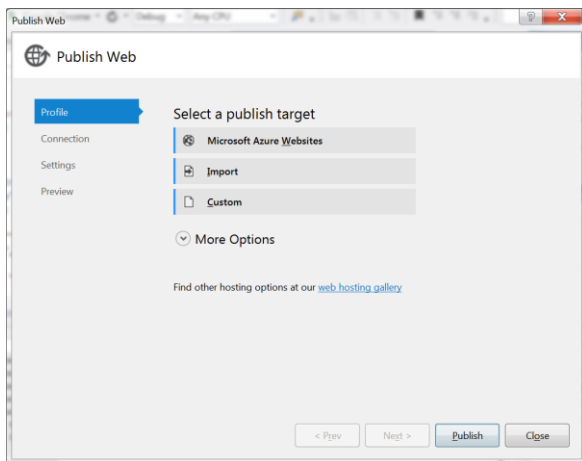 Publish Web
Debug
Any CPU
Publish Web
Profile
Connection
Settings
Preview
Select a publish target
Microsoft Azure Websites
Import
Custom
More Options
Find other hosting options at our web hosting gallery
< Prev
Next >
Publish
Close